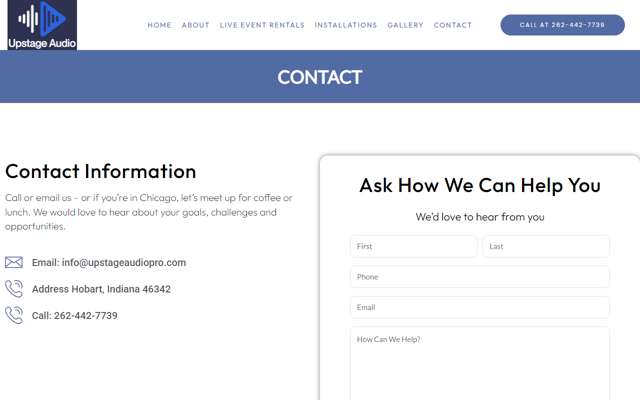 Upstage Audio
HOME ABOUT LIVE EVENT RENTALS INSTALLATIONS GALLERY CONTACT
CALL AT 262-442-7739
CONTACT
Contact Information
Call or email us – or if you're in Chicago, let's meet up for coffee or
lunch. We would love to hear about your goals, challenges and
opportunities.
Email: info@upstageaudiopro.com
Address Hobart, Indiana 46342
Call: 262-442-7739
Ask How We Can Help You
We'd love to hear from you
First Last
Phone
Email
How Can We Help?